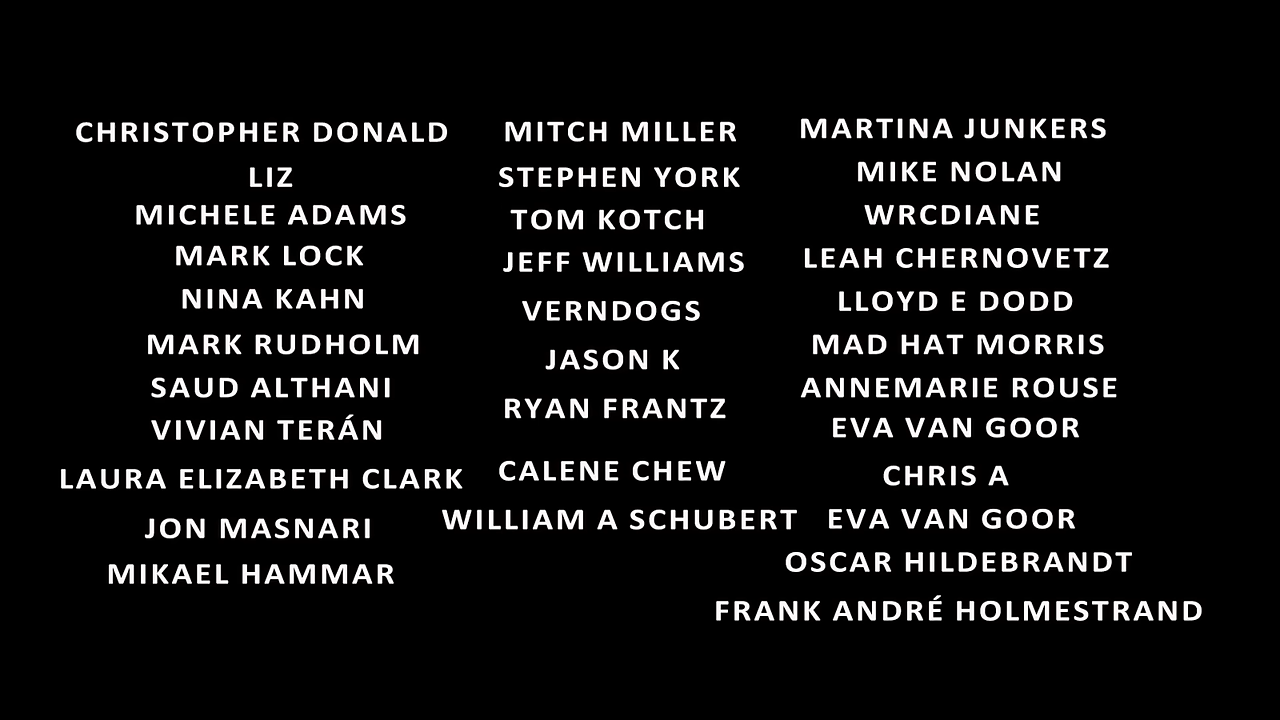 CHRISTOPHER DONALD
LIZ
MICHELE ADAMS
MARK LOCK
NINA KAHN
MARK RUDHOLM
SAUD ALTHANI
VIVIAN TERÁN
LAURA ELIZABETH CLARK
JON MASNARI
MIKAEL HAMMAR
MITCH MILLER
STEPHEN YORK
TOM KOTCH
JEFF WILLIAMS
VERNDOGS
JASON K
RYAN FRANTZ
CALENE CHEW
WILLIAM A SCHUBERT
MARTINA JUNKERS
MIKE NOLAN
WRCDIANE
LEAH CHERNOVETZ
LLOYD E DODD
MAD HAT MORRIS
ANNEMARIE ROUSE
EVA VAN GOOR
CHRIS A
EVA VAN GOOR
OSCAR HILDEBRANDT
FRANK ANDRÉ HOLMESTRAND